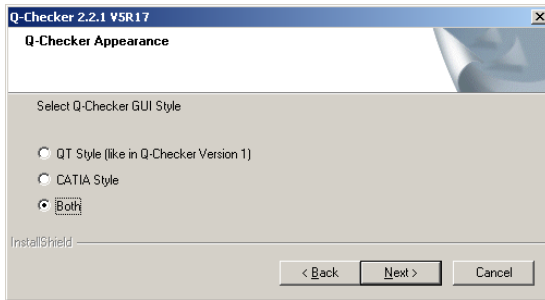 Q-Checker 2.2.1 V5R17
Q-Checker Appearance
Select Q-Checker GUI Style
QT Style (like in Q-Checker Version 1)
CATIA Style
Both
InstallShield
< Back Next > Cancel